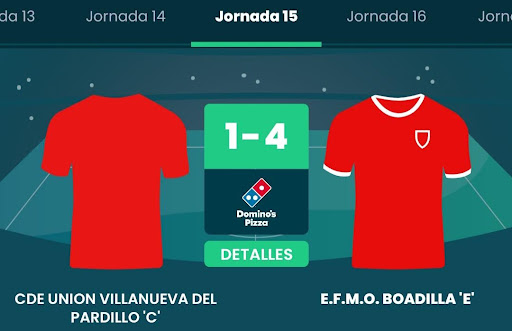 da 13
Jornada 14
Jornada 15
Jornada 16
Jorna
1-4
Domino's
Pizza
DETALLES
CDE UNION VILLANUEVA DEL
PARDILLO 'C'
E.F.M.O. BOADILLA 'E'